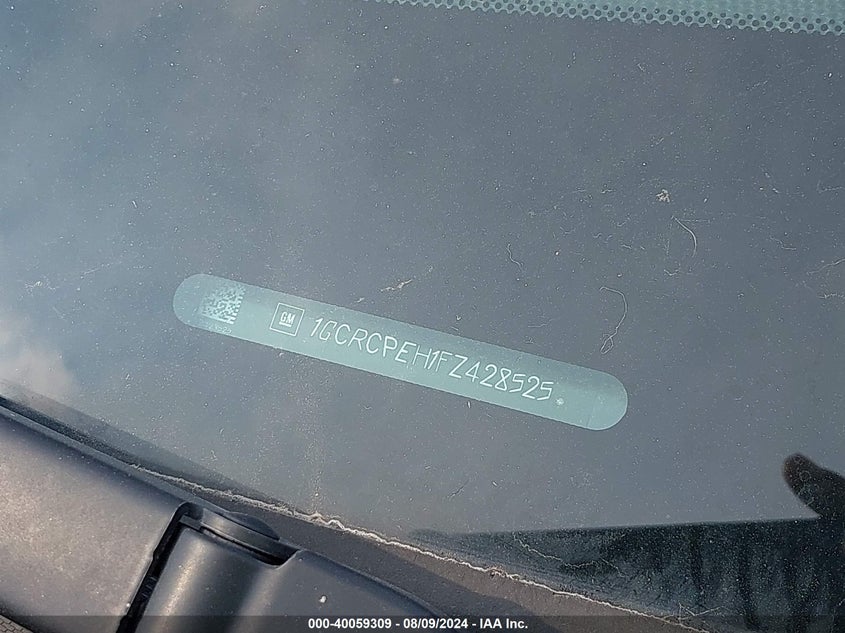 GM 1GCRCPEH1FZ428525
000-40059309 - 08/09/2024 - IAA Inc.